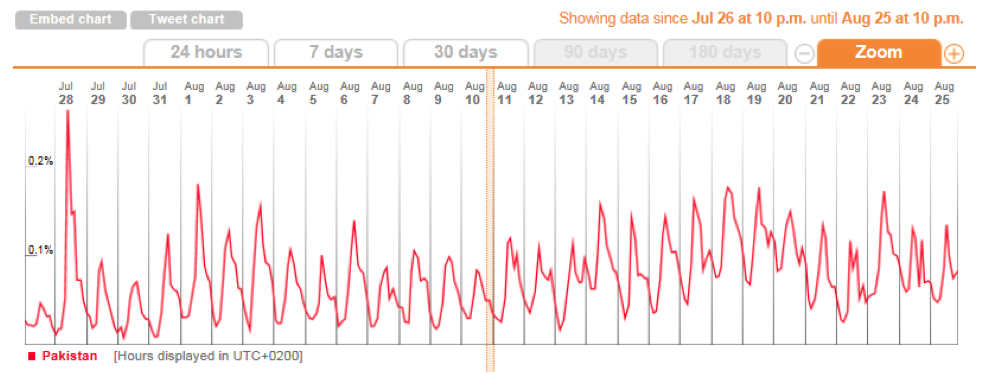 Embed chart Tweet chart Showing data since Jul 26 at 10 p.m. until Aug 25 at 10 p.m.
24 hours 7 days 30 days 90 days 180 days − Zoom +
Jul Jul Jul Jul Aug Aug Aug Aug Aug Aug Aug Aug Aug Aug Aug Aug Aug Aug Aug Aug Aug Aug Aug Aug Aug Aug Aug Aug Aug
28 29 30 31 1 2 3 4 5 6 7 8 9 10 11 12 13 14 15 16 17 18 19 20 21 22 23 24 25
0.2%
0.1%
Pakistan [Hours displayed in UTC+0200]